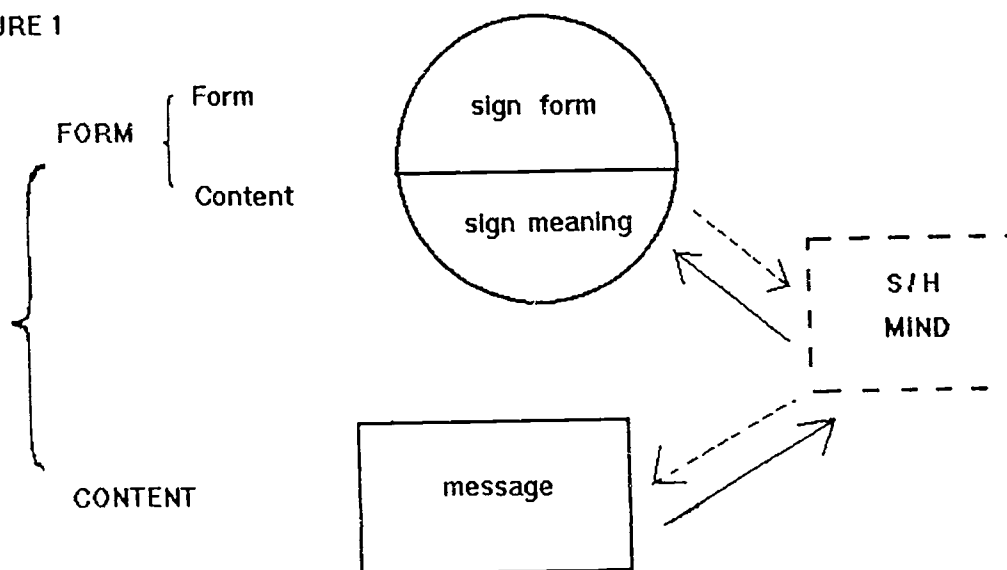 URE 1
Form
FORM
Content
sign form
sign meaning
S/H
MIND
CONTENT
message